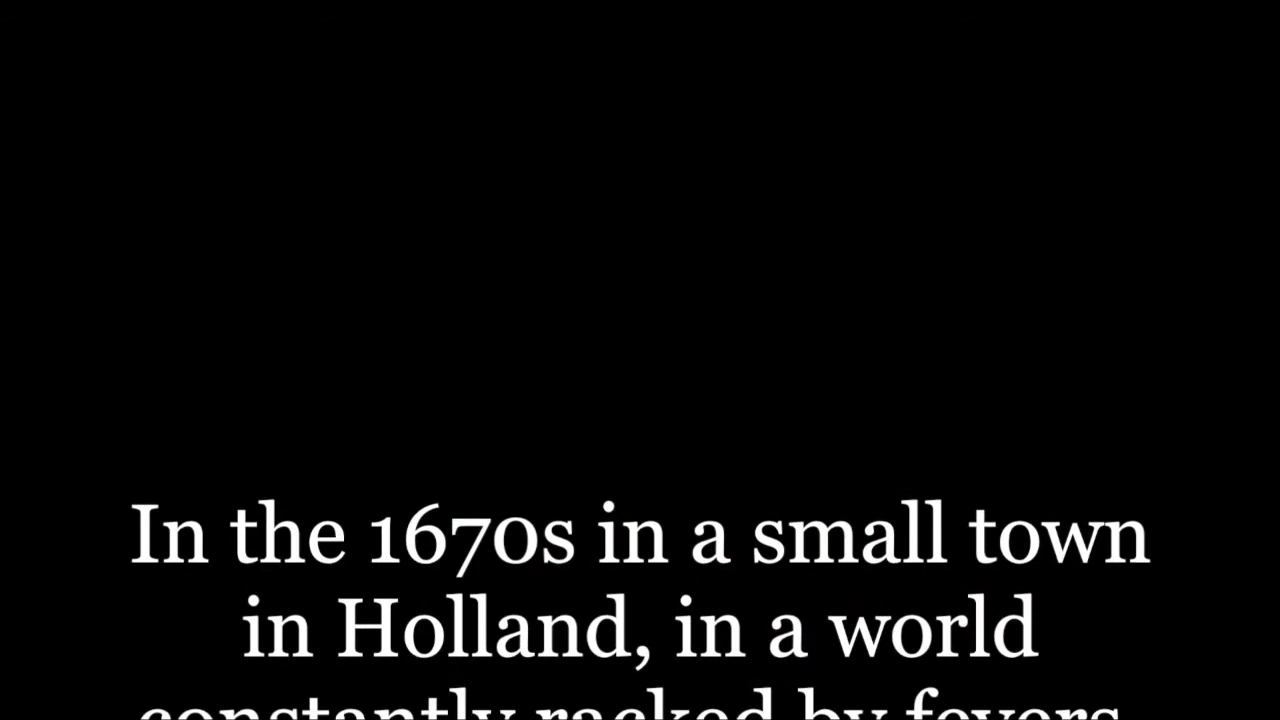 In the 1670s in a small town
in Holland, in a world
constantly racked by fevers